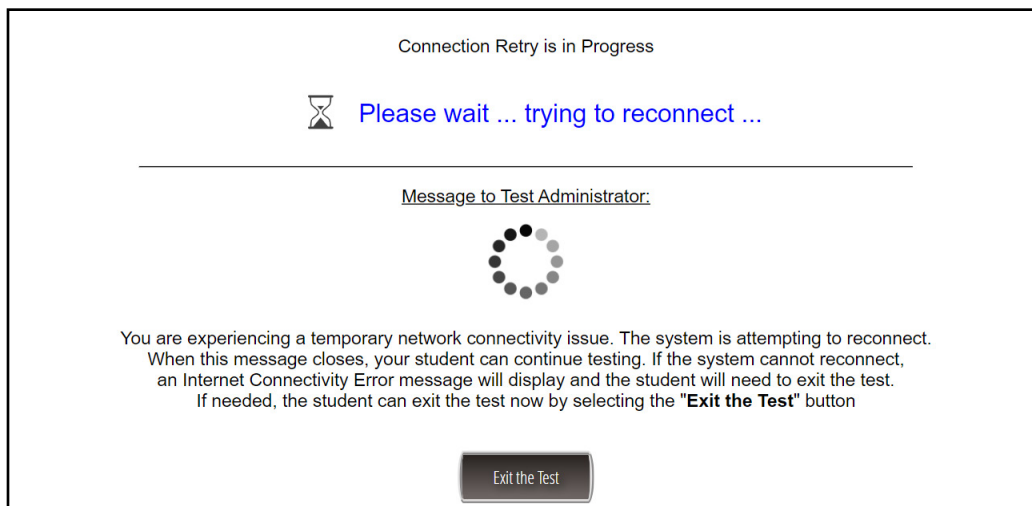 Connection Retry is in Progress
Please wait ... trying to reconnect ...
Message to Test Administrator:
You are experiencing a temporary network connectivity issue. The system is attempting to reconnect.
When this message closes, your student can continue testing. If the system cannot reconnect,
an Internet Connectivity Error message will display and the student will need to exit the test.
If needed, the student can exit the test now by selecting the "Exit the Test" button
Exit the Test